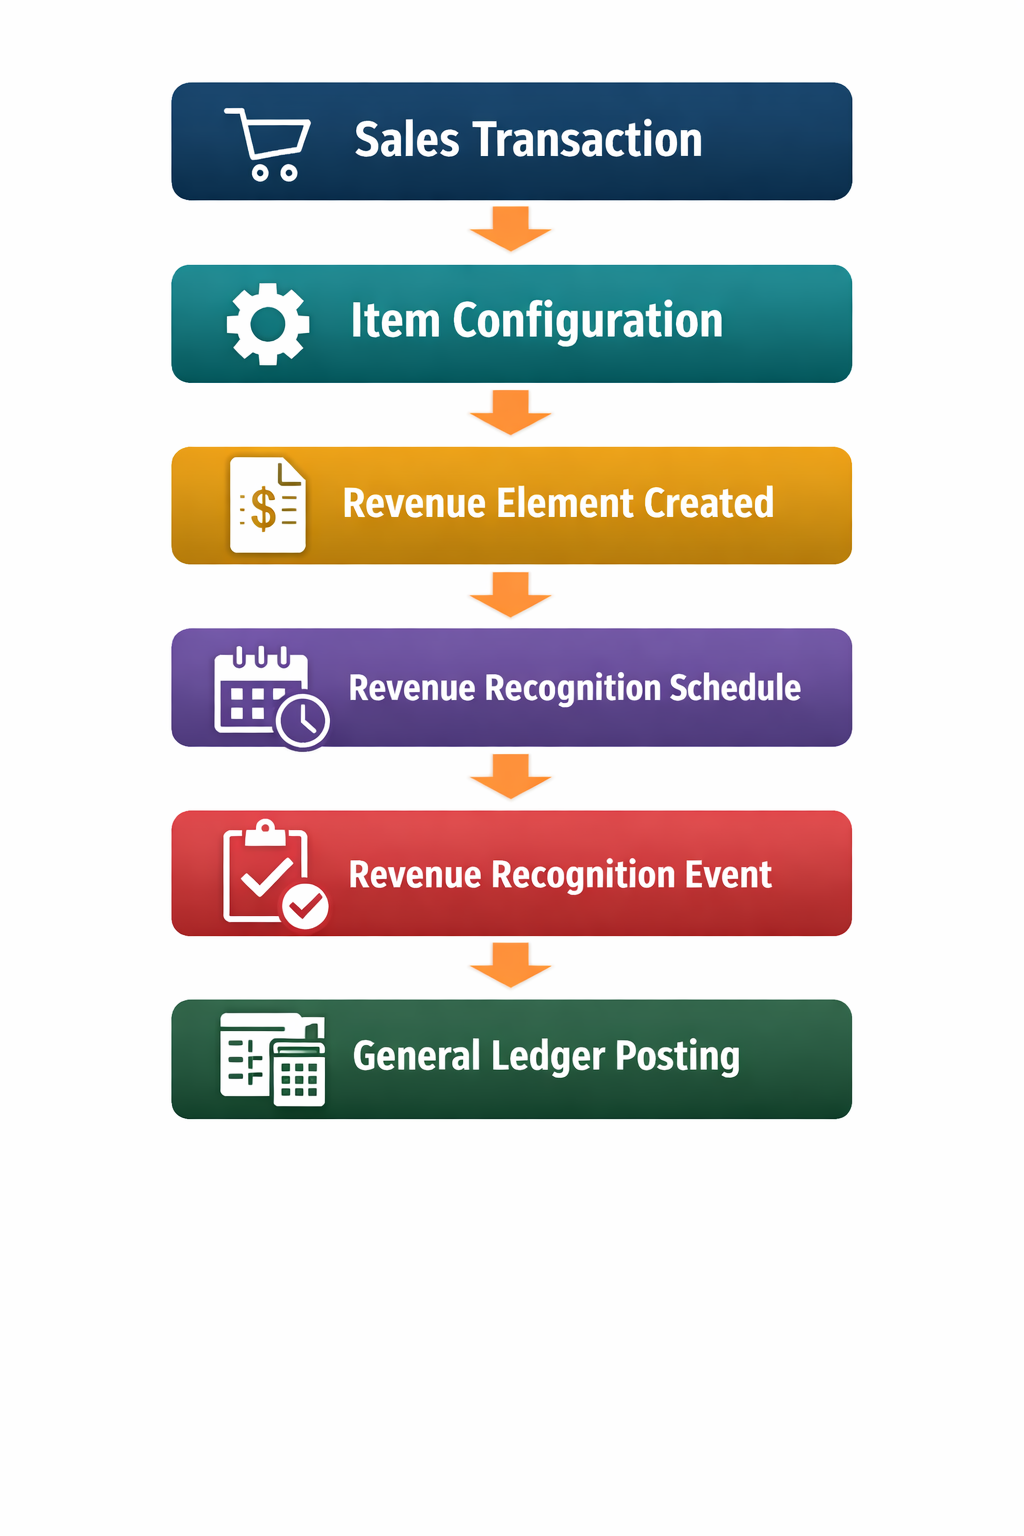 Sales Transaction
Item Configuration
$
Revenue Element Created
Revenue Recognition Schedule
Revenue Recognition Event
General Ledger Posting